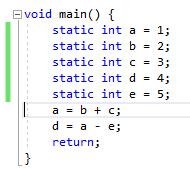 void main() {
    static int a = 1;
    static int b = 2;
    static int c = 3;
    static int d = 4;
    static int e = 5;
    a = b + c;
    d = a - e;
    return;
}